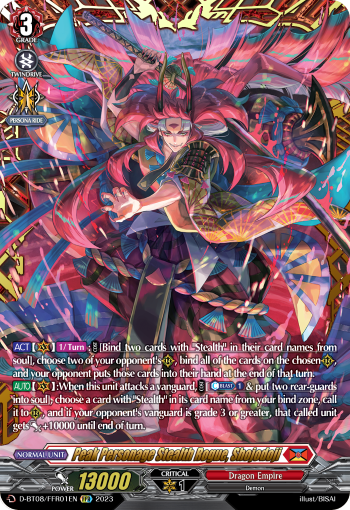 3
GRADE
TWINDRIVE
PERSONA RIDE
ACT 1/Turn : [Bind two cards with "Stealth" in their card names from
soul], choose two of your opponent's , bind all of the cards on the chosen ,
and your opponent puts those cards into their hand at the end of that turn.
AUTO :When this unit attacks a vanguard, 1 & put two rear-guards
into soul], choose a card with "Stealth" in its card name from your bind zone, call
it to , and if your opponent's vanguard is grade 3 or greater, that called unit
gets +10000 until end of turn.
NORMAL UNIT
Peak Personage Stealth Rogue, Shojodoji
POWER
13000
CRITICAL
1
Dragon Empire
Demon
D-BT08/FFR01EN FFR 2023
illust/BISAI